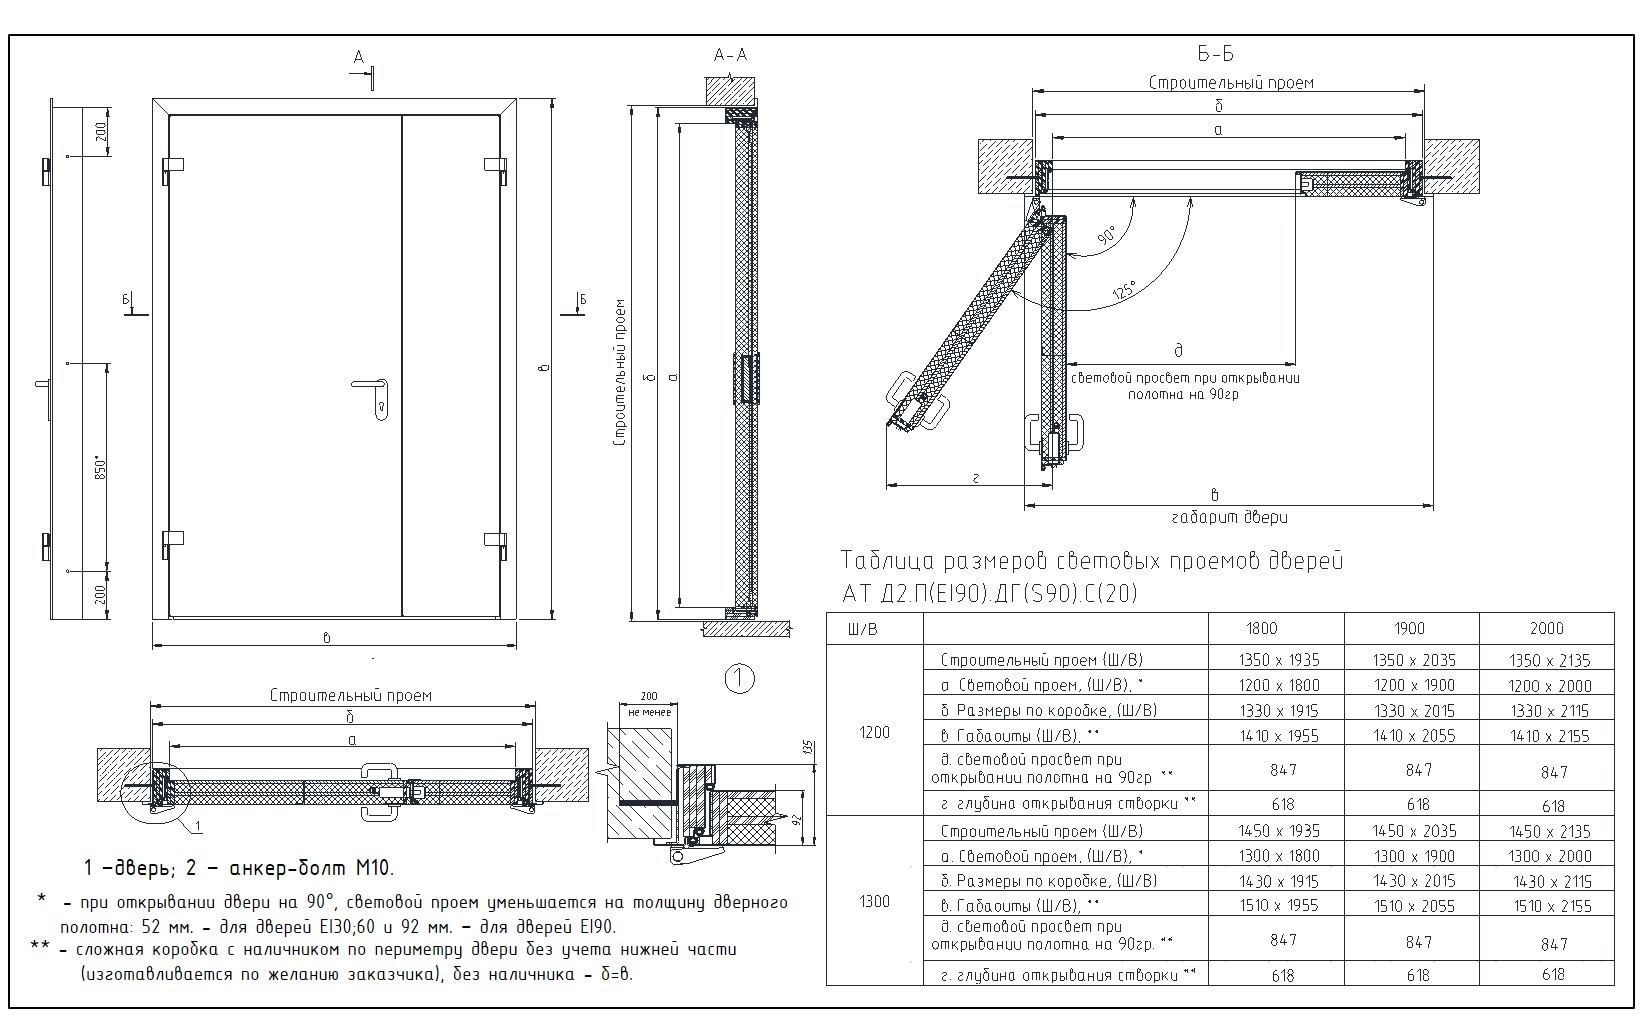 А
200
Б
Б
850*
200
в
в
А-А
Строительный проем
б
а
Б-Б
Строительный проем
б
а
90°
125°
д
световой просвет при открывании
полотна на 90гр
г
в
габарит двери
Строительный проем
б
а
1
1
200
не менее
135
92
1 –дверь; 2 – анкер-болт М10.
* – при открывании двери на 90°, световой проем уменьшается на толщину дверного
полотна: 52 мм. – для дверей EI30;60 и 92 мм. – для дверей EI90.
** – сложная коробка с наличником по периметру двери без учета нижней части
(изготавливается по желанию заказчика), без наличника – б=в.
Таблица размеров световых проемов дверей
АТ Д2.П(EI90).ДГ(S90).С(20)
Ш/В 1800 1900 2000
1200
Строительный проем (Ш/В) 1350 x 1935 1350 x 2035 1350 x 2135
а Световой проем, (Ш/В), * 1200 x 1800 1200 x 1900 1200 x 2000
б Размеры по коробке, (Ш/В) 1330 x 1915 1330 x 2015 1330 x 2115
в Габариты (Ш/В), ** 1410 x 1955 1410 x 2055 1410 x 2155
д. световой просвет при
открывании полотна на 90гр ** 847 847 847
г глубина открывания створки ** 618 618 618
1300
Строительный проем (Ш/В) 1450 x 1935 1450 x 2035 1450 x 2135
а. Световой проем, (Ш/В), * 1300 x 1800 1300 x 1900 1300 x 2000
б. Размеры по коробке, (Ш/В) 1430 x 1915 1430 x 2015 1430 x 2115
в. Габариты (Ш/В), ** 1510 x 1955 1510 x 2055 1510 x 2155
д. световой просвет при
открывании полотна на 90гр. ** 847 847 847
г. глубина открывания створки ** 618 618 618